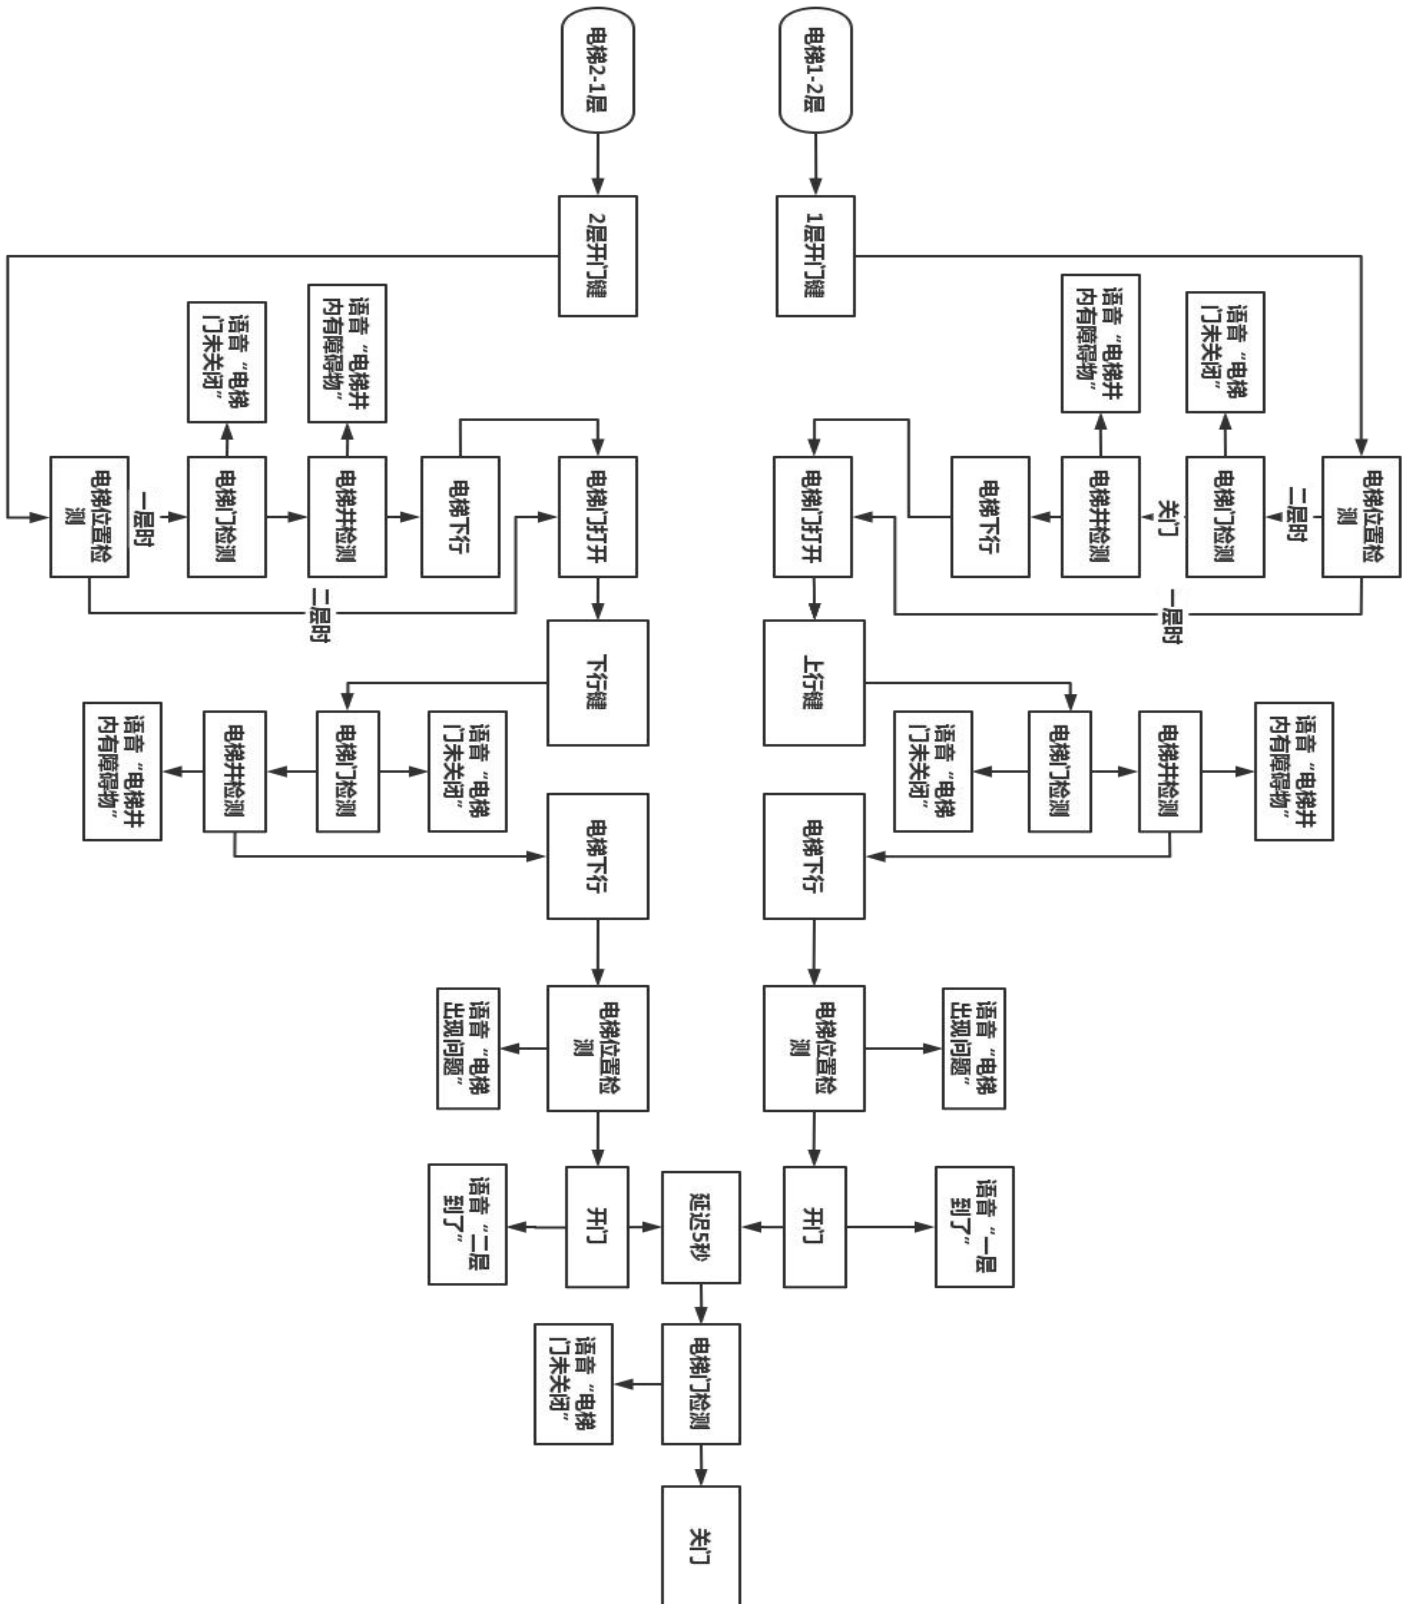 电梯1-2层
1层开门键
电梯位置检
测
二层时
一层时
电梯门检测
语音“电梯
门未关闭”
关门
电梯井检测
语音“电梯井
内有障碍物”
电梯下行
电梯门打开
上行键
电梯门检测
语音“电梯
门未关闭”
电梯井检测
语音“电梯井
内有障碍物”
电梯下行
电梯位置检
测
语音“电梯
出现问题”
开门
语音“一层
到了”
延迟5秒
电梯门检测
语音“电梯
门未关闭”
关门
电梯2-1层
2层开门键
电梯位置检
测
一层时
二层时
电梯门检测
语音“电梯
门未关闭”
电梯井检测
语音“电梯井
内有障碍物”
电梯下行
电梯门打开
下行键
电梯门检测
语音“电梯
门未关闭”
电梯井检测
语音“电梯井
内有障碍物”
电梯下行
电梯位置检
测
语音“电梯
出现问题”
开门
语音“二层
到了”